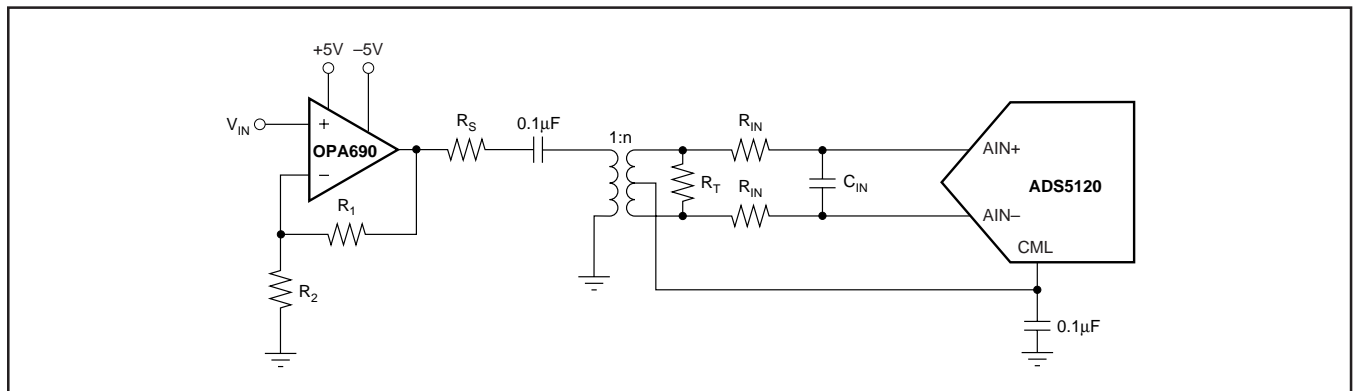 +5V –5V
V_IN
+
OPA690
–
R_S
0.1µF
1:n
R_1
R_2
R_T
R_IN
R_IN
C_IN
AIN+
ADS5120
AIN–
CML
0.1µF